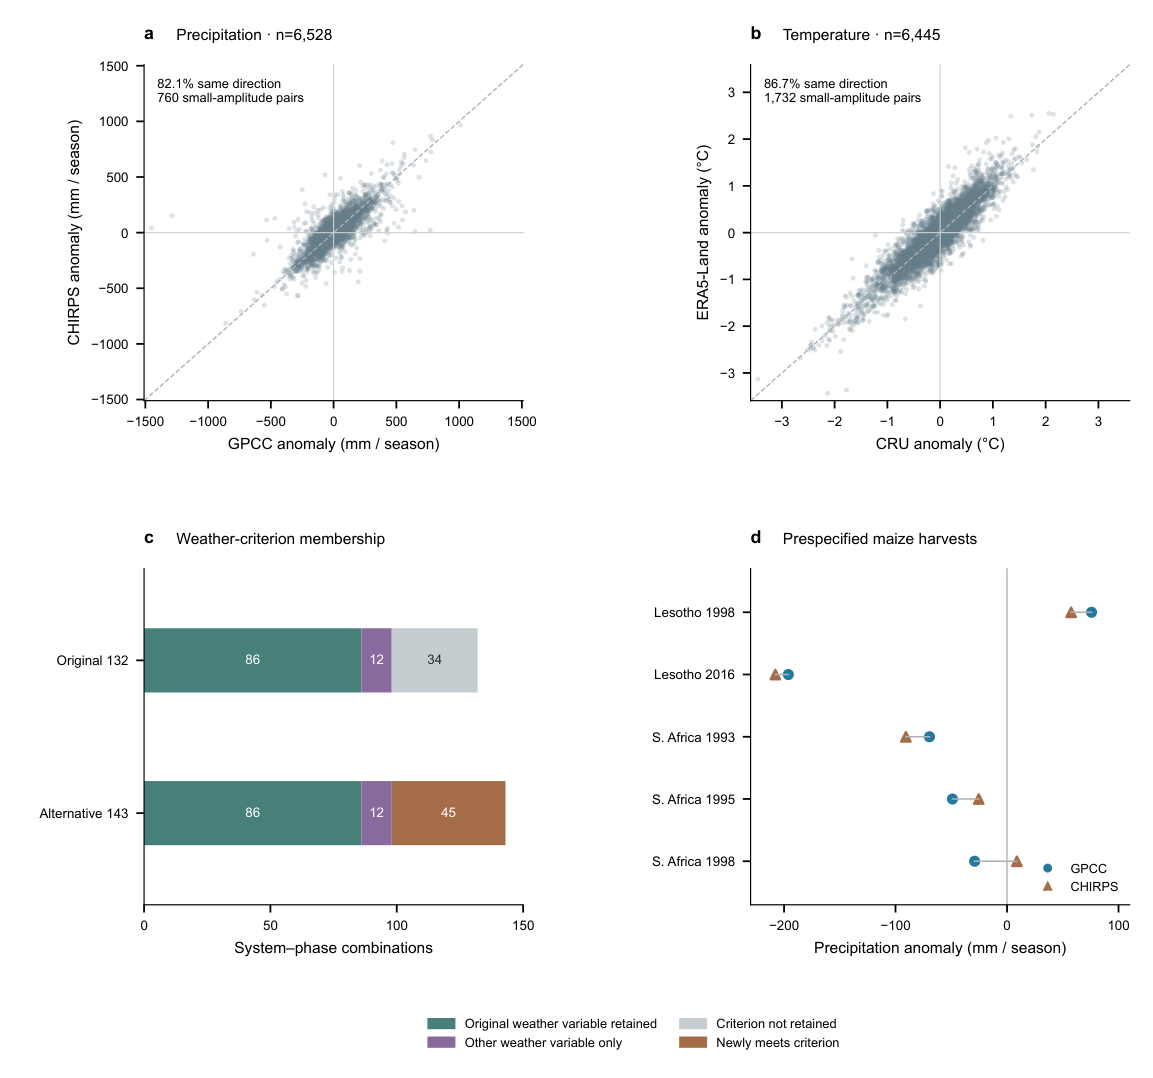 a Precipitation · n=6,528
82.1% same direction
760 small-amplitude pairs
1500
1000
500
0
−500
−1000
−1500
CHIRPS anomaly (mm / season)
−1500 −1000 −500 0 500 1000 1500
GPCC anomaly (mm / season)
b Temperature · n=6,445
86.7% same direction
1,732 small-amplitude pairs
3
2
1
0
−1
−2
−3
ERA5-Land anomaly (°C)
−3 −2 −1 0 1 2 3
CRU anomaly (°C)
c Weather-criterion membership
Original 132
86 12 34
Alternative 143
86 12 45
0 50 100 150
System–phase combinations
d Prespecified maize harvests
Lesotho 1998
Lesotho 2016
S. Africa 1993
S. Africa 1995
S. Africa 1998
GPCC
CHIRPS
−200 −100 0 100
Precipitation anomaly (mm / season)
Original weather variable retained
Other weather variable only
Criterion not retained
Newly meets criterion